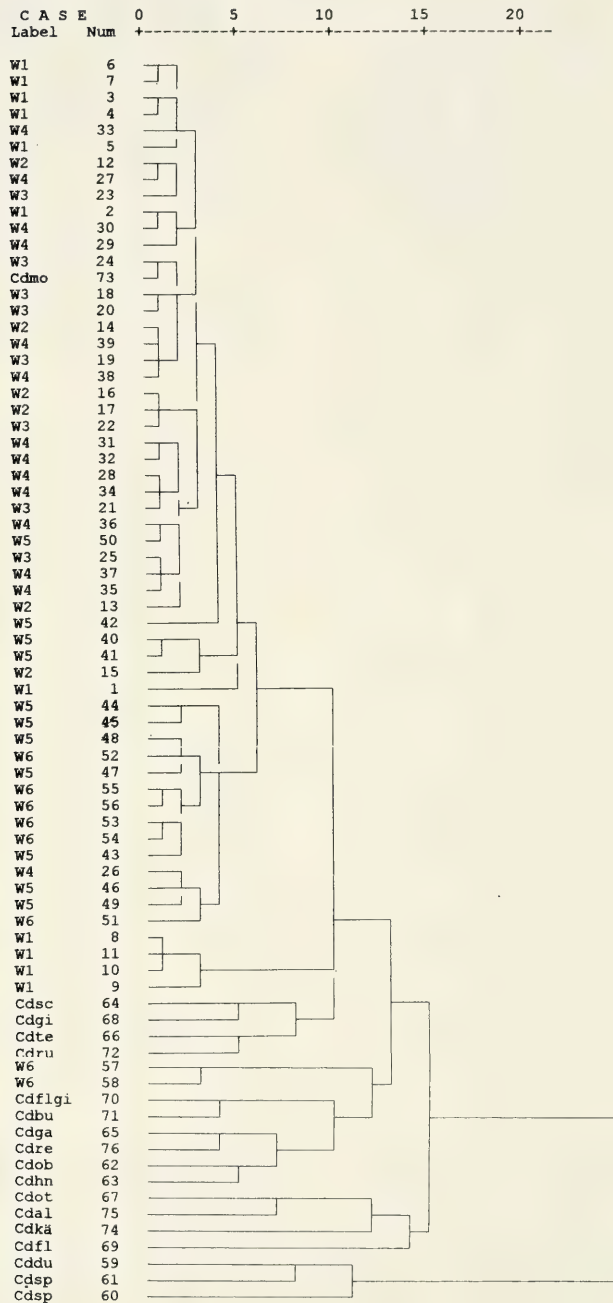 C A S E 0 5 10 15 20
Label Num
W1 6
W1 7
W1 3
W1 4
W4 33
W1 5
W2 12
W4 27
W3 23
W1 2
W4 30
W4 29
W3 24
Cdmo 73
W3 18
W3 20
W2 14
W4 39
W3 19
W4 38
W2 16
W2 17
W3 22
W4 31
W4 32
W4 28
W4 34
W3 21
W4 36
W5 50
W3 25
W4 37
W4 35
W2 13
W5 42
W5 40
W5 41
W2 15
W1 1
W5 44
W5 45
W5 48
W6 52
W5 47
W6 55
W6 56
W6 53
W6 54
W5 43
W4 26
W5 46
W5 49
W6 51
W1 8
W1 11
W1 10
W1 9
Cdsc 64
Cdgi 68
Cdte 66
Cdru 72
W6 57
W6 58
Cdflgi 70
Cdbu 71
Cdga 65
Cdre 76
Cdob 62
Cdhn 63
Cdot 67
Cdal 75
Cdkä 74
Cdfl 69
Cddu 59
Cdsp 61
Cdsp 60